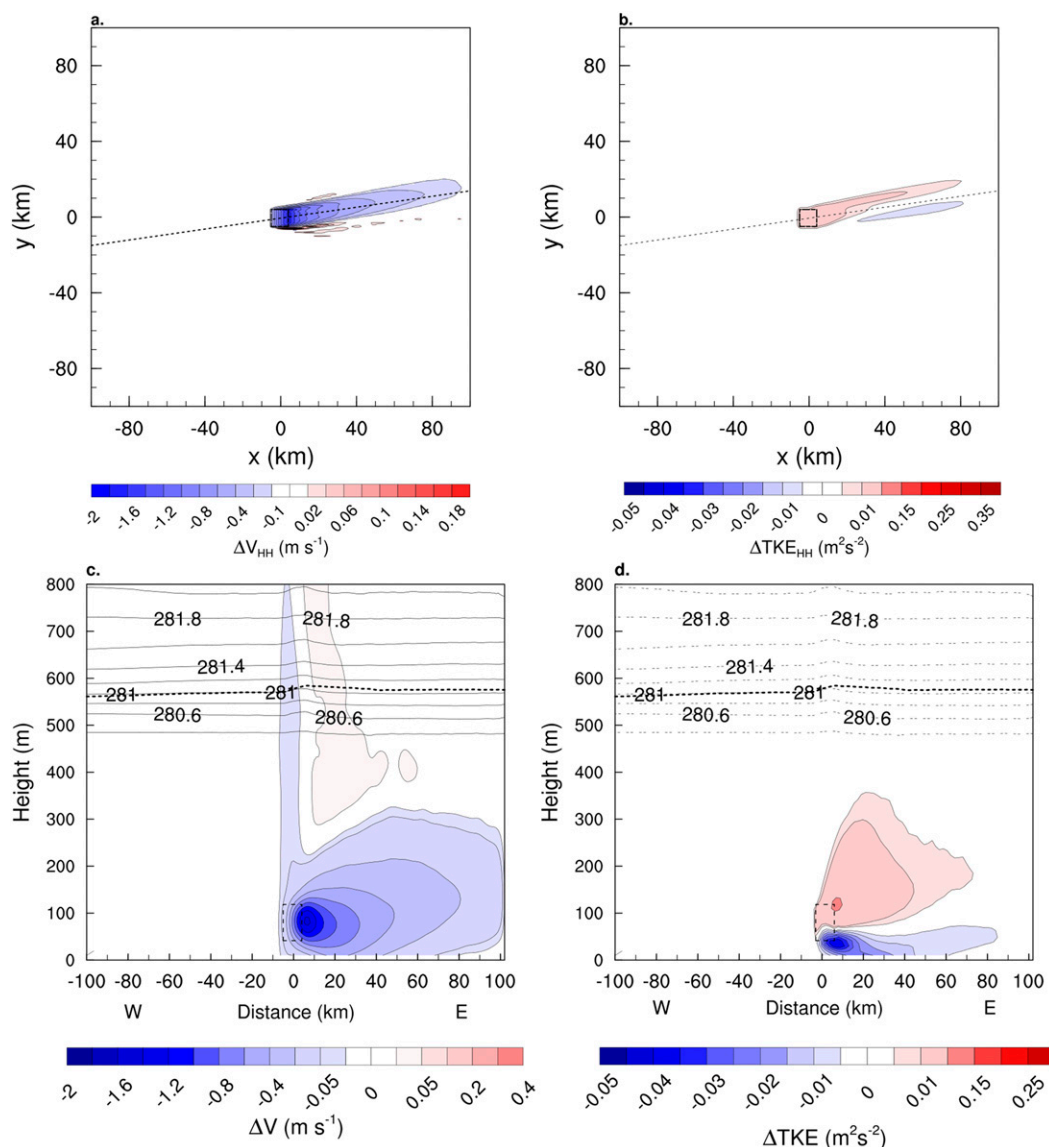 a.
b.
80
40
0
-40
-80
y (km)
-80 -40 0 40 80
x (km)
80
40
0
-40
-80
y (km)
-80 -40 0 40 80
x (km)
-2 -1.6 -1.2 -0.8 -0.4 -0.1 0.02 0.06 0.1 0.14 0.18
ΔV_HH (m s⁻¹)
-0.05 -0.04 -0.03 -0.02 -0.01 0 0.01 0.15 0.25 0.35
ΔTKE_HH (m²s⁻²)
c.
d.
800
700
600
500
400
300
200
100
0
Height (m)
281.8 281.8
281.4
281 281
280.6 280.6
-100 -80 -60 -40 -20 0 20 40 60 80 100
W Distance (km) E
800
700
600
500
400
300
200
100
0
Height (m)
281.8 281.8
281.4
281 281
280.6 280.6
-100 -80 -60 -40 -20 0 20 40 60 80 100
W Distance (km) E
-2 -1.6 -1.2 -0.8 -0.4 -0.05 0 0.05 0.2 0.4
ΔV (m s⁻¹)
-0.05 -0.04 -0.03 -0.02 -0.01 0 0.01 0.15 0.25
ΔTKE (m²s⁻²)